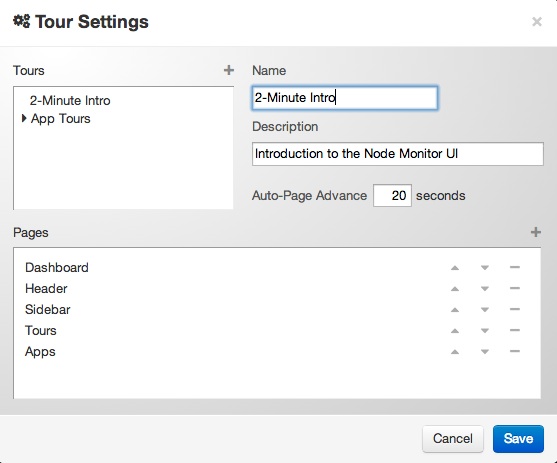 Tour Settings
Tours
2-Minute Intro
App Tours
Name
2-Minute Intro
Description
Introduction to the Node Monitor UI
Auto-Page Advance 20 seconds
Pages
Dashboard
Header
Sidebar
Tours
Apps
Cancel Save